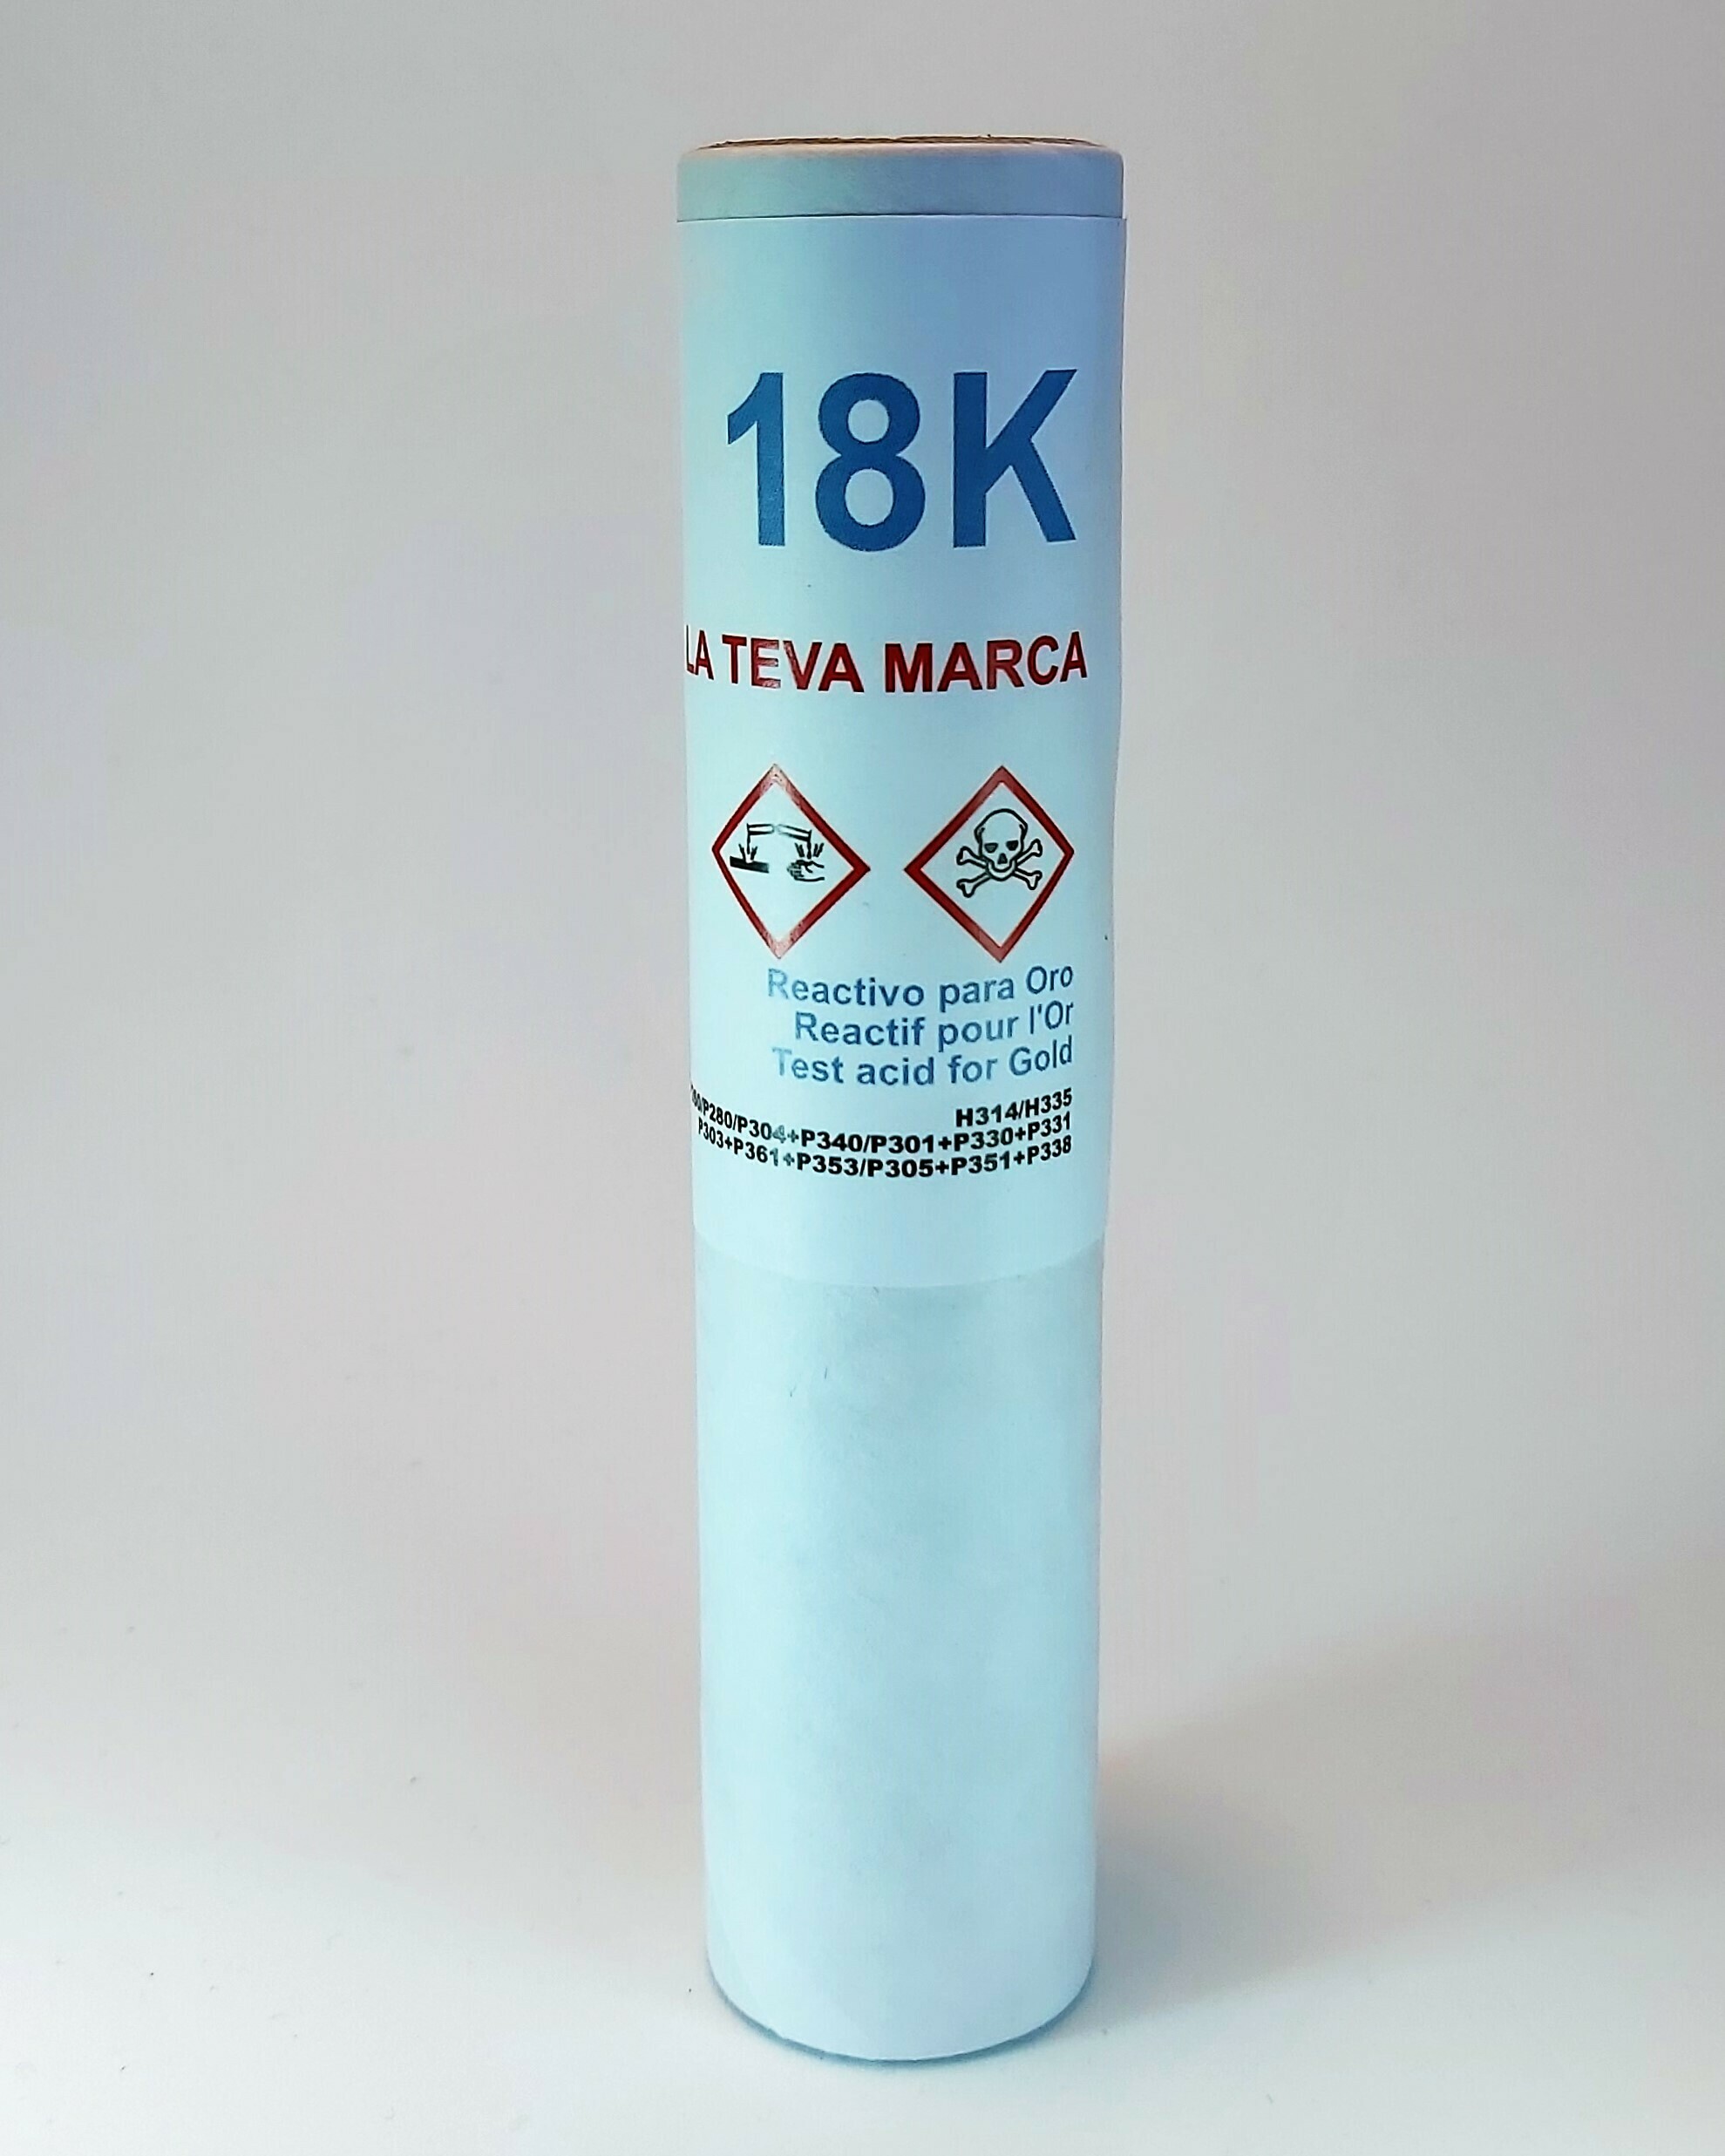 18K
LA TEVA MARCA
Reactivo para Oro
Reactif pour l'Or
Test acid for Gold
H314/H335
/P280/P304+P340/P301+P330+P331
P303+P361+P353/P305+P351+P338